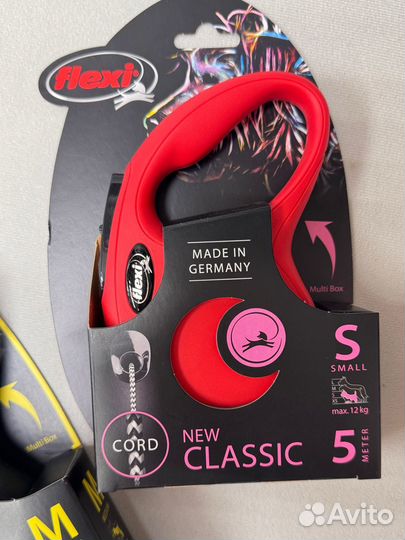 flexi
MADE IN
GERMANY
flexi
Multi Box
S
SMALL
max. 12 kg
CORD
NEW
CLASSIC
5
METER
Multi Box
M
M
Avito